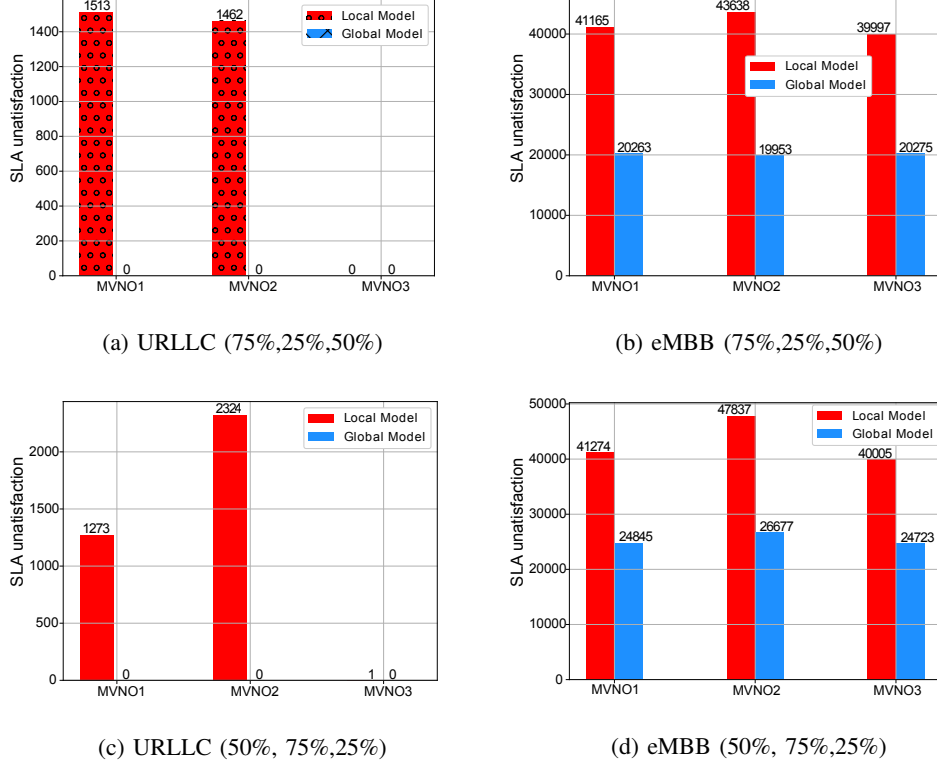 1513
1462
1400
1200
1000
800
600
400
200
0
SLA unatisfaction
Local Model
Global Model
0
0
0
0
MVNO1
MVNO2
MVNO3
(a) URLLC (75%,25%,50%)
41165
43638
39997
40000
30000
20000
10000
0
SLA unatisfaction
Local Model
Global Model
20263
19953
20275
MVNO1
MVNO2
MVNO3
(b) eMBB (75%,25%,50%)
2324
2000
1500
1000
500
0
SLA unatisfaction
Local Model
Global Model
1273
0
0
1
0
MVNO1
MVNO2
MVNO3
(c) URLLC (50%, 75%,25%)
50000
40000
30000
20000
10000
0
SLA unatisfaction
Local Model
Global Model
41274
47837
40005
24845
26677
24723
MVNO1
MVNO2
MVNO3
(d) eMBB (50%, 75%,25%)